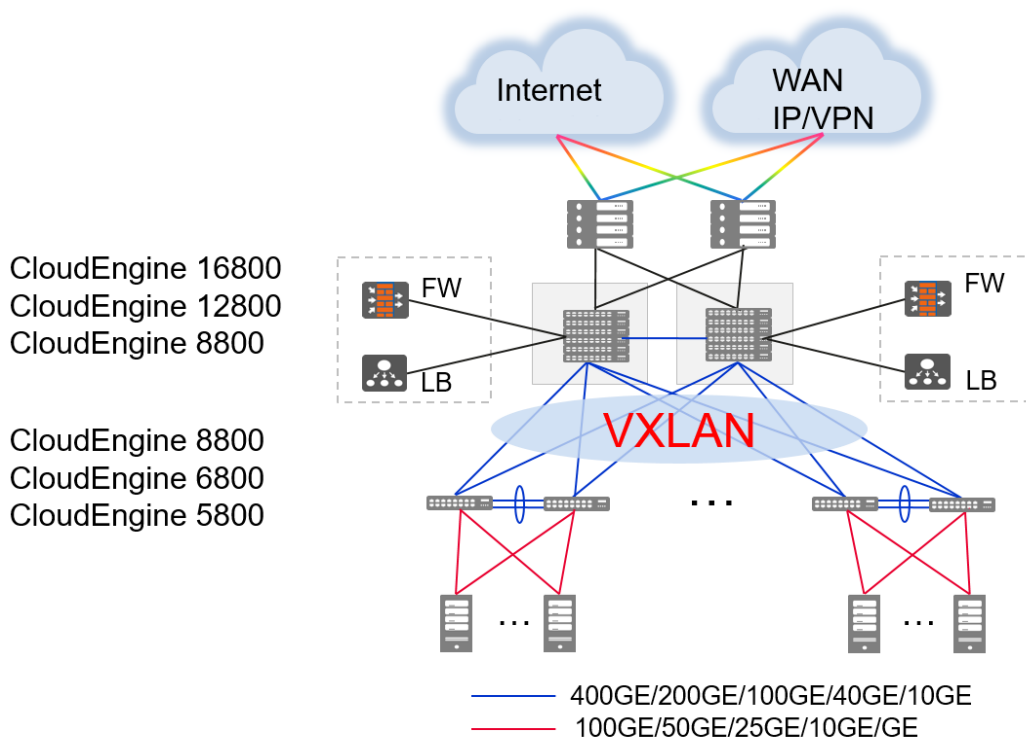 Internet
WAN
IP/VPN
CloudEngine 16800
CloudEngine 12800
CloudEngine 8800
FW
LB
FW
LB
VXLAN
CloudEngine 8800
CloudEngine 6800
CloudEngine 5800
...
... ...
400GE/200GE/100GE/40GE/10GE
100GE/50GE/25GE/10GE/GE